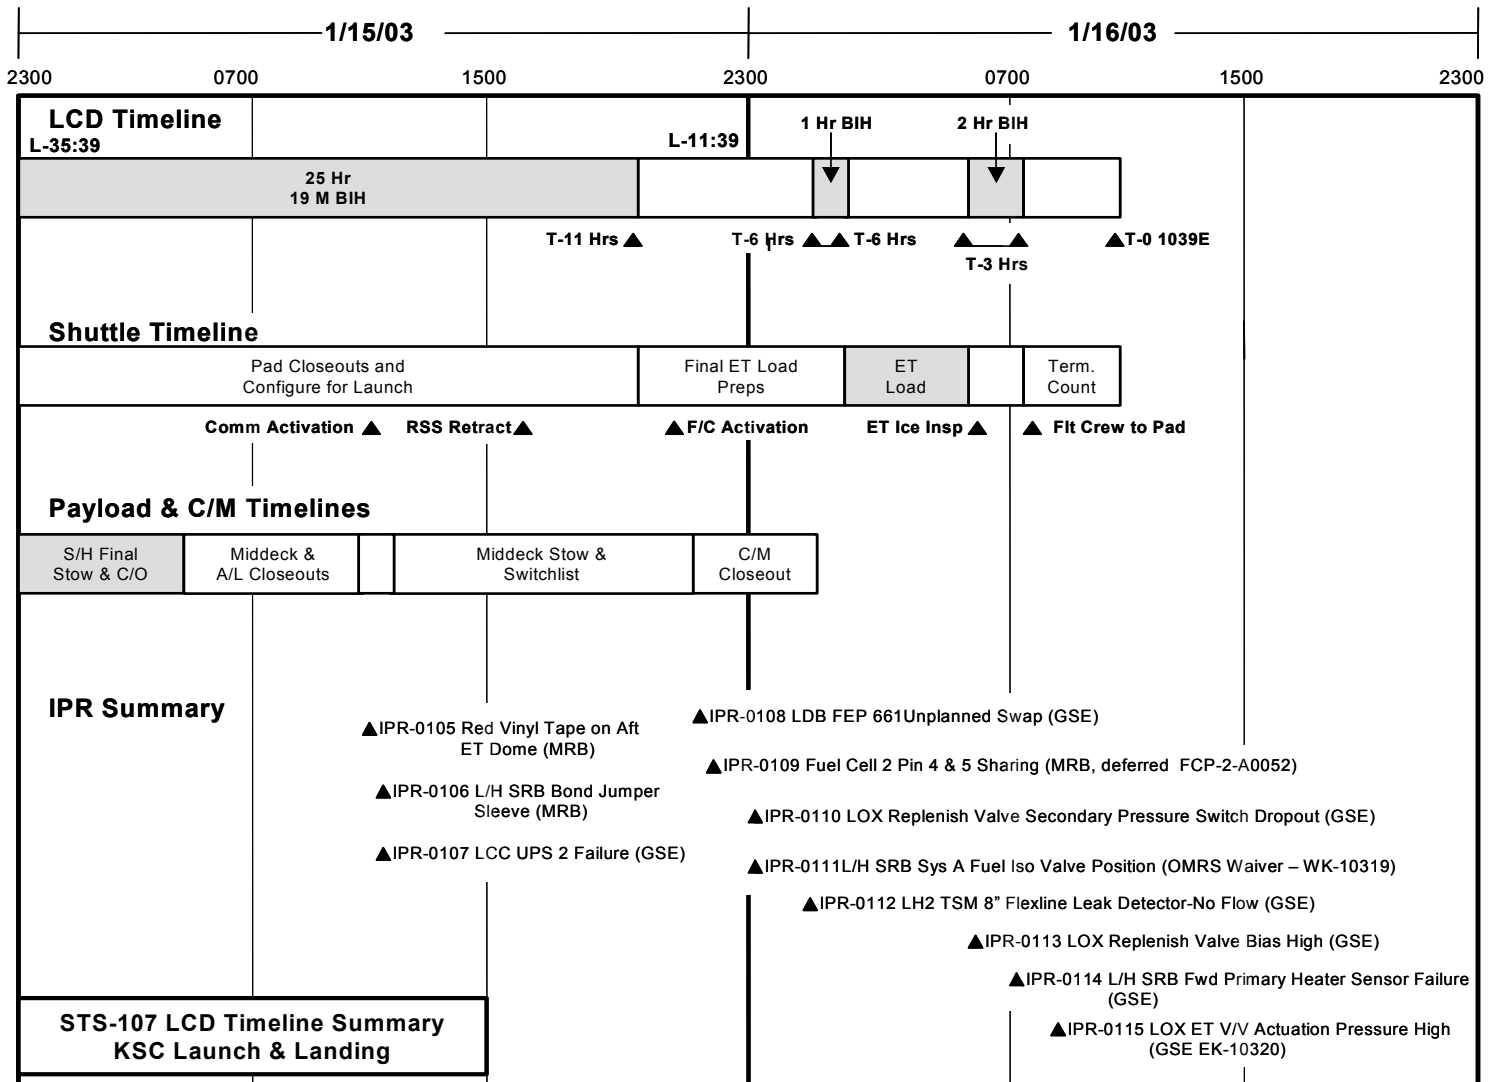 1/15/03
1/16/03
2300 0700 1500 2300 0700 1500 2300
LCD Timeline
L-35:39
L-11:39
1 Hr BIH
2 Hr BIH
25 Hr
19 M BIH
T-11 Hrs
T-6 Hrs
T-6 Hrs
T-3 Hrs
T-0 1039E
Shuttle Timeline
Pad Closeouts and
Configure for Launch
Final ET Load
Preps
ET
Load
Term.
Count
Comm Activation
RSS Retract
F/C Activation
ET Ice Insp
Flt Crew to Pad
Payload & C/M Timelines
S/H Final
Stow & C/O
Middeck &
A/L Closeouts
Middeck Stow &
Switchlist
C/M
Closeout
IPR Summary
IPR-0105 Red Vinyl Tape on Aft
ET Dome (MRB)
IPR-0106 L/H SRB Bond Jumper
Sleeve (MRB)
IPR-0107 LCC UPS 2 Failure (GSE)
IPR-0108 LDB FEP 661Unplanned Swap (GSE)
IPR-0109 Fuel Cell 2 Pin 4 & 5 Sharing (MRB, deferred FCP-2-A0052)
IPR-0110 LOX Replenish Valve Secondary Pressure Switch Dropout (GSE)
IPR-0111L/H SRB Sys A Fuel Iso Valve Position (OMRS Waiver – WK-10319)
IPR-0112 LH2 TSM 8” Flexline Leak Detector-No Flow (GSE)
IPR-0113 LOX Replenish Valve Bias High (GSE)
IPR-0114 L/H SRB Fwd Primary Heater Sensor Failure
(GSE)
IPR-0115 LOX ET V/V Actuation Pressure High
(GSE EK-10320)
STS-107 LCD Timeline Summary
KSC Launch & Landing